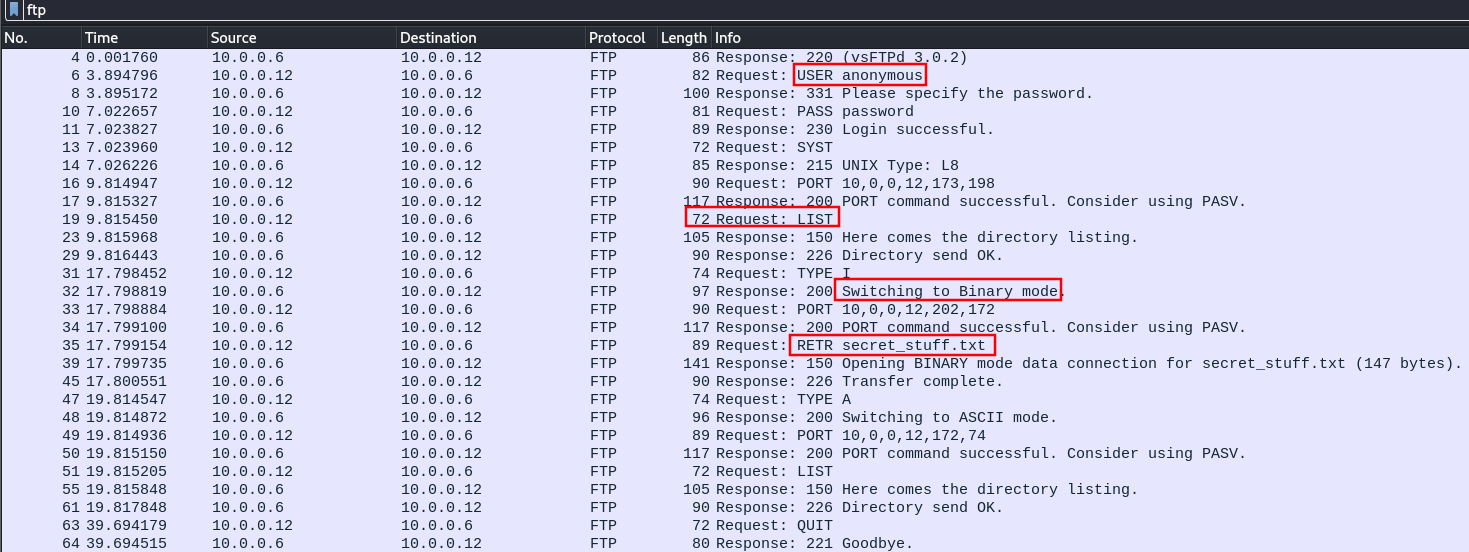 ftp
No. Time Source Destination Protocol Length Info
4 0.001760 10.0.0.6 10.0.0.12 FTP 86 Response: 220 (vsFTPd 3.0.2)
6 3.894796 10.0.0.12 10.0.0.6 FTP 82 Request: USER anonymous
8 3.895172 10.0.0.6 10.0.0.12 FTP 100 Response: 331 Please specify the password.
10 7.022657 10.0.0.12 10.0.0.6 FTP 81 Request: PASS password
11 7.023827 10.0.0.6 10.0.0.12 FTP 89 Response: 230 Login successful.
13 7.023960 10.0.0.12 10.0.0.6 FTP 72 Request: SYST
14 7.026226 10.0.0.6 10.0.0.12 FTP 85 Response: 215 UNIX Type: L8
16 9.814947 10.0.0.12 10.0.0.6 FTP 90 Request: PORT 10,0,0,12,173,198
17 9.815327 10.0.0.6 10.0.0.12 FTP 117 Response: 200 PORT command successful. Consider using PASV.
19 9.815450 10.0.0.12 10.0.0.6 FTP 72 Request: LIST
23 9.815968 10.0.0.6 10.0.0.12 FTP 105 Response: 150 Here comes the directory listing.
29 9.816443 10.0.0.6 10.0.0.12 FTP 90 Response: 226 Directory send OK.
31 17.798452 10.0.0.12 10.0.0.6 FTP 74 Request: TYPE I
32 17.798819 10.0.0.6 10.0.0.12 FTP 97 Response: 200 Switching to Binary mode.
33 17.798884 10.0.0.12 10.0.0.6 FTP 90 Request: PORT 10,0,0,12,202,172
34 17.799100 10.0.0.6 10.0.0.12 FTP 117 Response: 200 PORT command successful. Consider using PASV.
35 17.799154 10.0.0.12 10.0.0.6 FTP 89 Request: RETR secret_stuff.txt
39 17.799735 10.0.0.6 10.0.0.12 FTP 141 Response: 150 Opening BINARY mode data connection for secret_stuff.txt (147 bytes).
45 17.800551 10.0.0.6 10.0.0.12 FTP 90 Response: 226 Transfer complete.
47 19.814547 10.0.0.12 10.0.0.6 FTP 74 Request: TYPE A
48 19.814872 10.0.0.6 10.0.0.12 FTP 96 Response: 200 Switching to ASCII mode.
49 19.814936 10.0.0.12 10.0.0.6 FTP 89 Request: PORT 10,0,0,12,172,74
50 19.815150 10.0.0.6 10.0.0.12 FTP 117 Response: 200 PORT command successful. Consider using PASV.
51 19.815205 10.0.0.12 10.0.0.6 FTP 72 Request: LIST
55 19.815848 10.0.0.6 10.0.0.12 FTP 105 Response: 150 Here comes the directory listing.
61 19.817848 10.0.0.6 10.0.0.12 FTP 90 Response: 226 Directory send OK.
63 39.694179 10.0.0.12 10.0.0.6 FTP 72 Request: QUIT
64 39.694515 10.0.0.6 10.0.0.12 FTP 80 Response: 221 Goodbye.